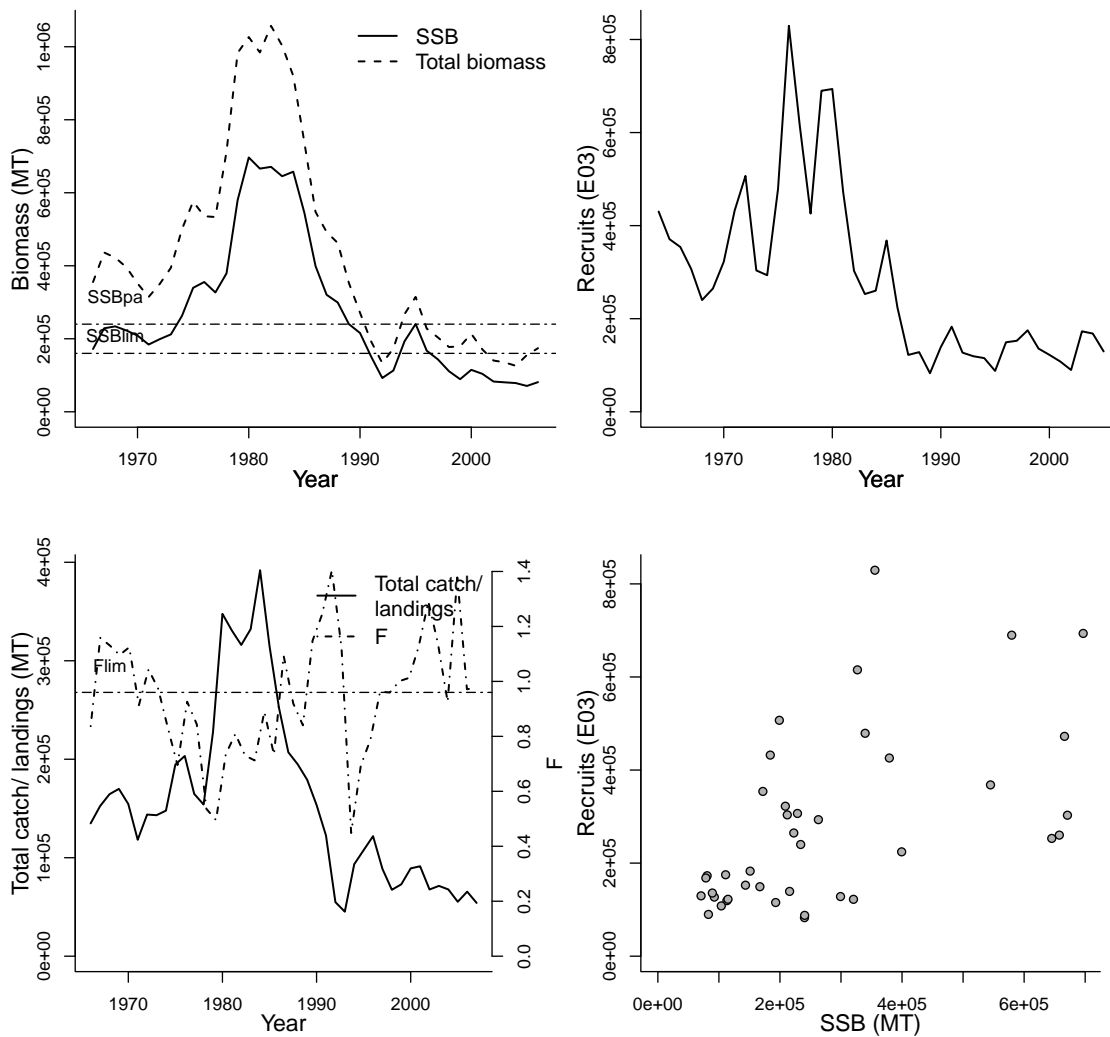 SSB
Total biomass
SSBpa
SSBlim
0e+00 2e+05 4e+05 6e+05 8e+05 1e+06
Biomass (MT)
1970 1980 1990 2000
Year
0e+00 2e+05 4e+05 6e+05 8e+05
Recruits (E03)
1970 1980 1990 2000
Year
Total catch/
landings
F
Flim
0e+00 1e+05 2e+05 3e+05 4e+05
Total catch/ landings (MT)
0.0 0.2 0.4 0.6 0.8 1.0 1.2 1.4
F
1970 1980 1990 2000
Year
0e+00 2e+05 4e+05 6e+05 8e+05
Recruits (E03)
0e+00 2e+05 4e+05 6e+05
SSB (MT)